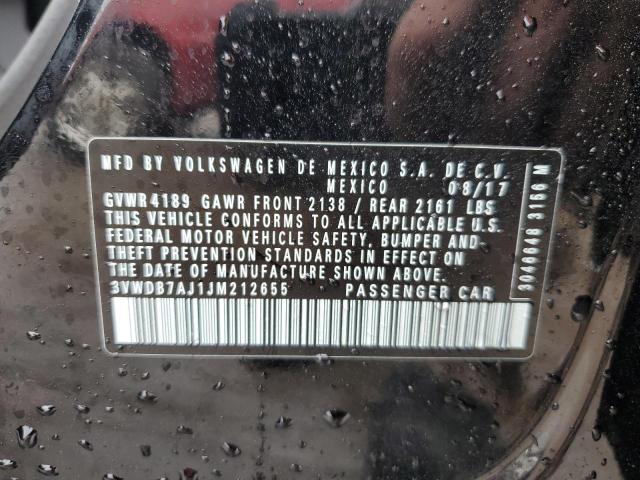 MFD BY VOLKSWAGEN DE MEXICO S.A. DE C.V.
MEXICO 08/17
GVWR 4189 GAWR FRONT 2138 / REAR 2161 LBS
THIS VEHICLE CONFORMS TO ALL APPLICABLE U.S.
FEDERAL MOTOR VEHICLE SAFETY, BUMPER AND
THEFT PREVENTION STANDARDS IN EFFECT ON
THE DATE OF MANUFACTURE SHOWN ABOVE.
3VWDB7AJ1JM212655 PASSENGER CAR
3046648 3156 M